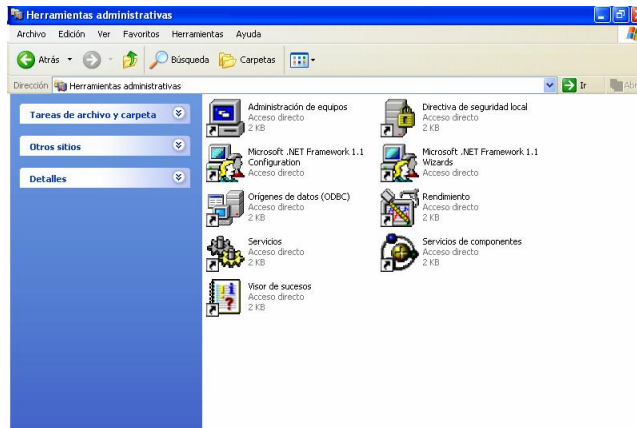 Herramientas administrativas
Archivo Edición Ver Favoritos Herramientas Ayuda
Atrás Búsqueda Carpetas
Dirección Herramientas administrativas Ir Abr
Tareas de archivo y carpeta
Otros sitios
Detalles
Administración de equipos
Acceso directo
2 KB
Directiva de seguridad local
Acceso directo
2 KB
Microsoft .NET Framework 1.1
Configuration
Acceso directo
Microsoft .NET Framework 1.1
Wizards
Acceso directo
Orígenes de datos (ODBC)
Acceso directo
2 KB
Rendimiento
Acceso directo
2 KB
Servicios
Acceso directo
2 KB
Servicios de componentes
Acceso directo
2 KB
Visor de sucesos
Acceso directo
2 KB